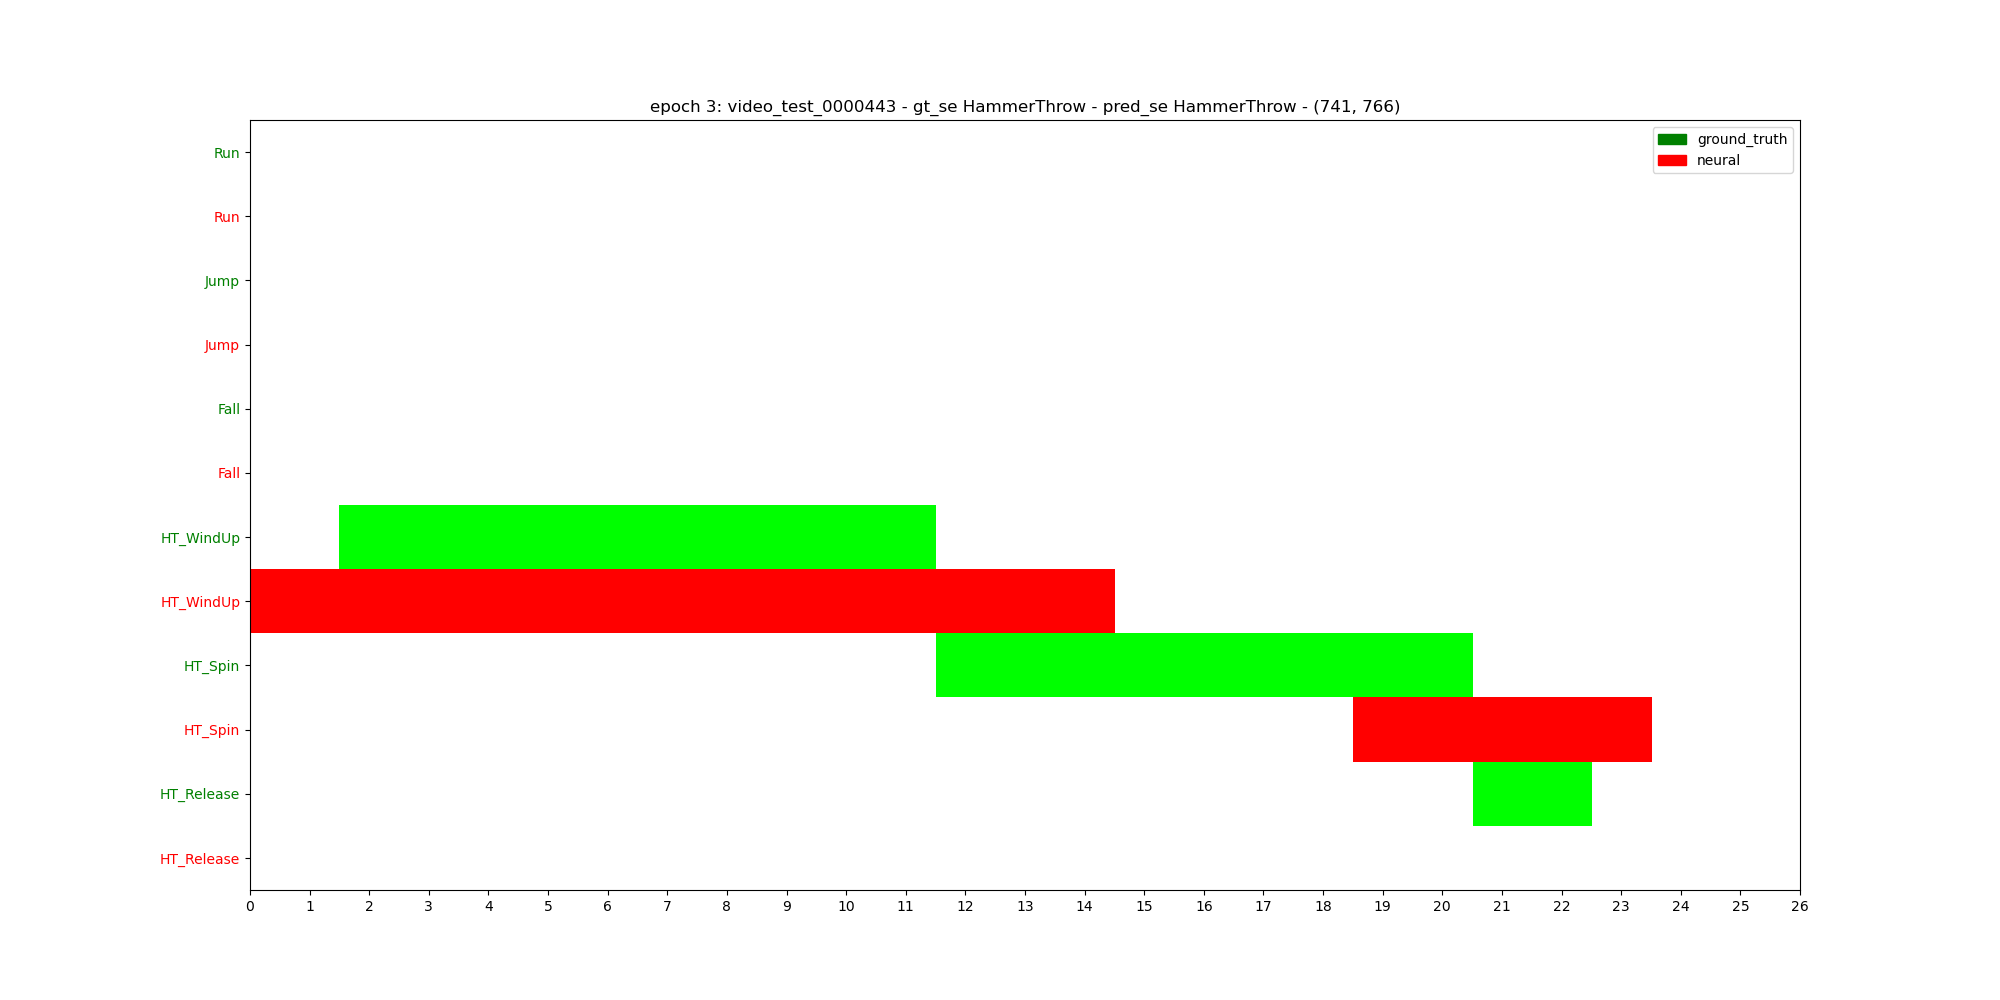 epoch 3: video_test_0000443 - gt_se HammerThrow - pred_se HammerThrow - (741, 766)
ground_truth
neural
Run
Run
Jump
Jump
Fall
Fall
HT_WindUp
HT_WindUp
HT_Spin
HT_Spin
HT_Release
HT_Release
0 1 2 3 4 5 6 7 8 9 10 11 12 13 14 15 16 17 18 19 20 21 22 23 24 25 26